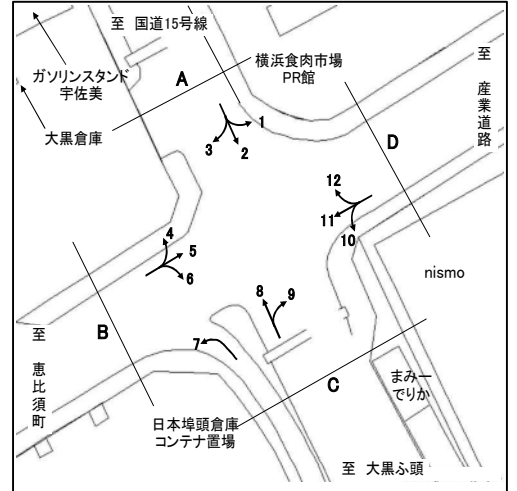 至 国道15号線
ガソリンスタンド
宇佐美
A
横浜食肉市場
PR館
至 産業道路
大黒倉庫
1
3
2
D
12
4
11
5
10
6
nismo
8
9
B
7
至 恵比須町
C
まみー
でりか
日本埠頭倉庫
コンテナ置場
至 大黒ふ頭